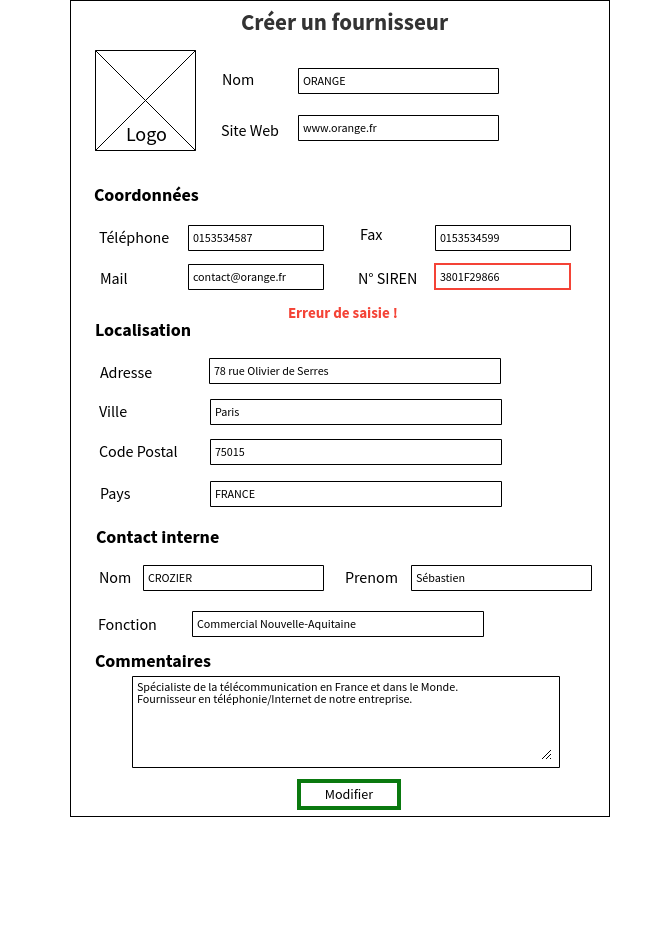 Créer un fournisseur
Logo
Nom ORANGE
Site Web www.orange.fr
Coordonnées
Téléphone 0153534587 Fax 0153534599
Mail contact@orange.fr N° SIREN 3801F29866
Erreur de saisie !
Localisation
Adresse 78 rue Olivier de Serres
Ville Paris
Code Postal 75015
Pays FRANCE
Contact interne
Nom CROZIER Prenom Sébastien
Fonction Commercial Nouvelle-Aquitaine
Commentaires
Spécialiste de la télécommunication en France et dans le Monde.
Fournisseur en téléphonie/Internet de notre entreprise.
Modifier